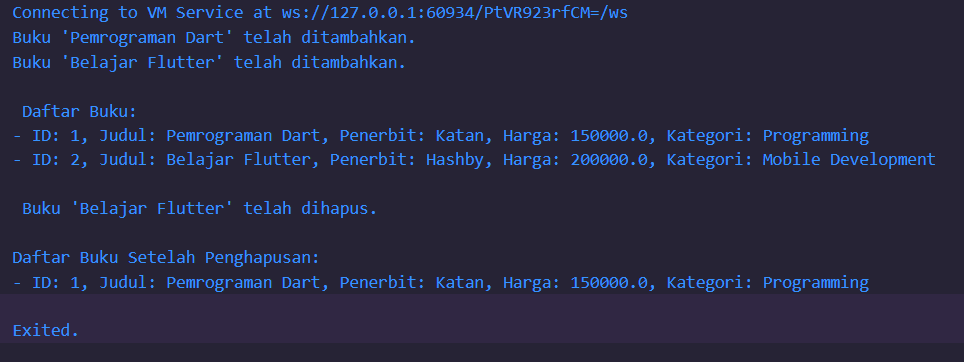 Connecting to VM Service at ws://127.0.0.1:60934/PtVR923rfCM=/ws
Buku 'Pemrograman Dart' telah ditambahkan.
Buku 'Belajar Flutter' telah ditambahkan.
Daftar Buku:
- ID: 1, Judul: Pemrograman Dart, Penerbit: Katan, Harga: 150000.0, Kategori: Programming
- ID: 2, Judul: Belajar Flutter, Penerbit: Hashby, Harga: 200000.0, Kategori: Mobile Development
Buku 'Belajar Flutter' telah dihapus.
Daftar Buku Setelah Penghapusan:
- ID: 1, Judul: Pemrograman Dart, Penerbit: Katan, Harga: 150000.0, Kategori: Programming
Exited.